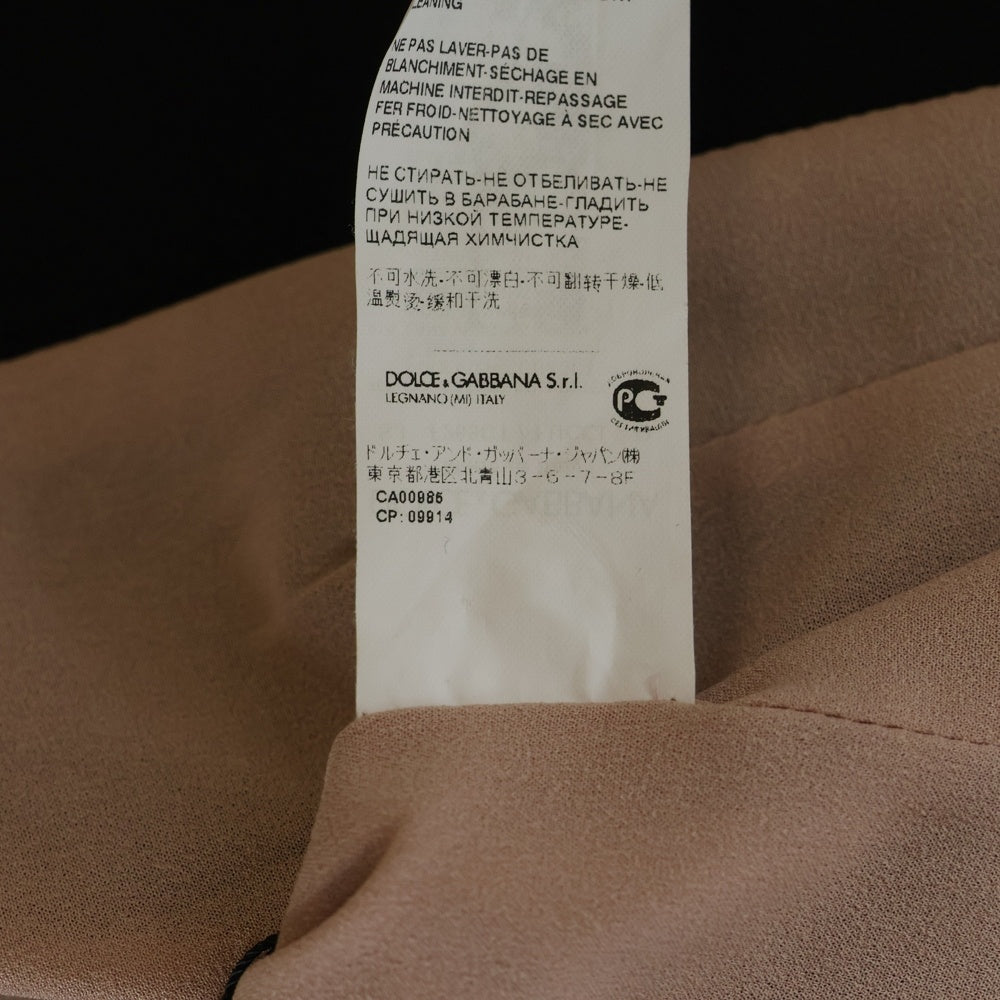 CLEANING
NE PAS LAVER-PAS DE
BLANCHIMENT-SÉCHAGE EN
MACHINE INTERDIT-REPASSAGE
FER FROID-NETTOYAGE À SEC AVEC
PRÉCAUTION
НЕ СТИРАТЬ-НЕ ОТБЕЛИВАТЬ-НЕ
СУШИТЬ В БАРАБАНЕ-ГЛАДИТЬ
ПРИ НИЗКОЙ ТЕМПЕРАТУРЕ-
ЩАДЯЩАЯ ХИМЧИСТКА
不可水洗-不可漂白-不可翻转干燥-低
温熨烫-缓和干洗
DOLCE & GABBANA S.r.l.
LEGNANO (MI) ITALY
РСТ
ドルチェ・アンド・ガッバーナ・ジャパン(株)
東京都港区北青山3-6-7-8F
CA00986
CP: 09914